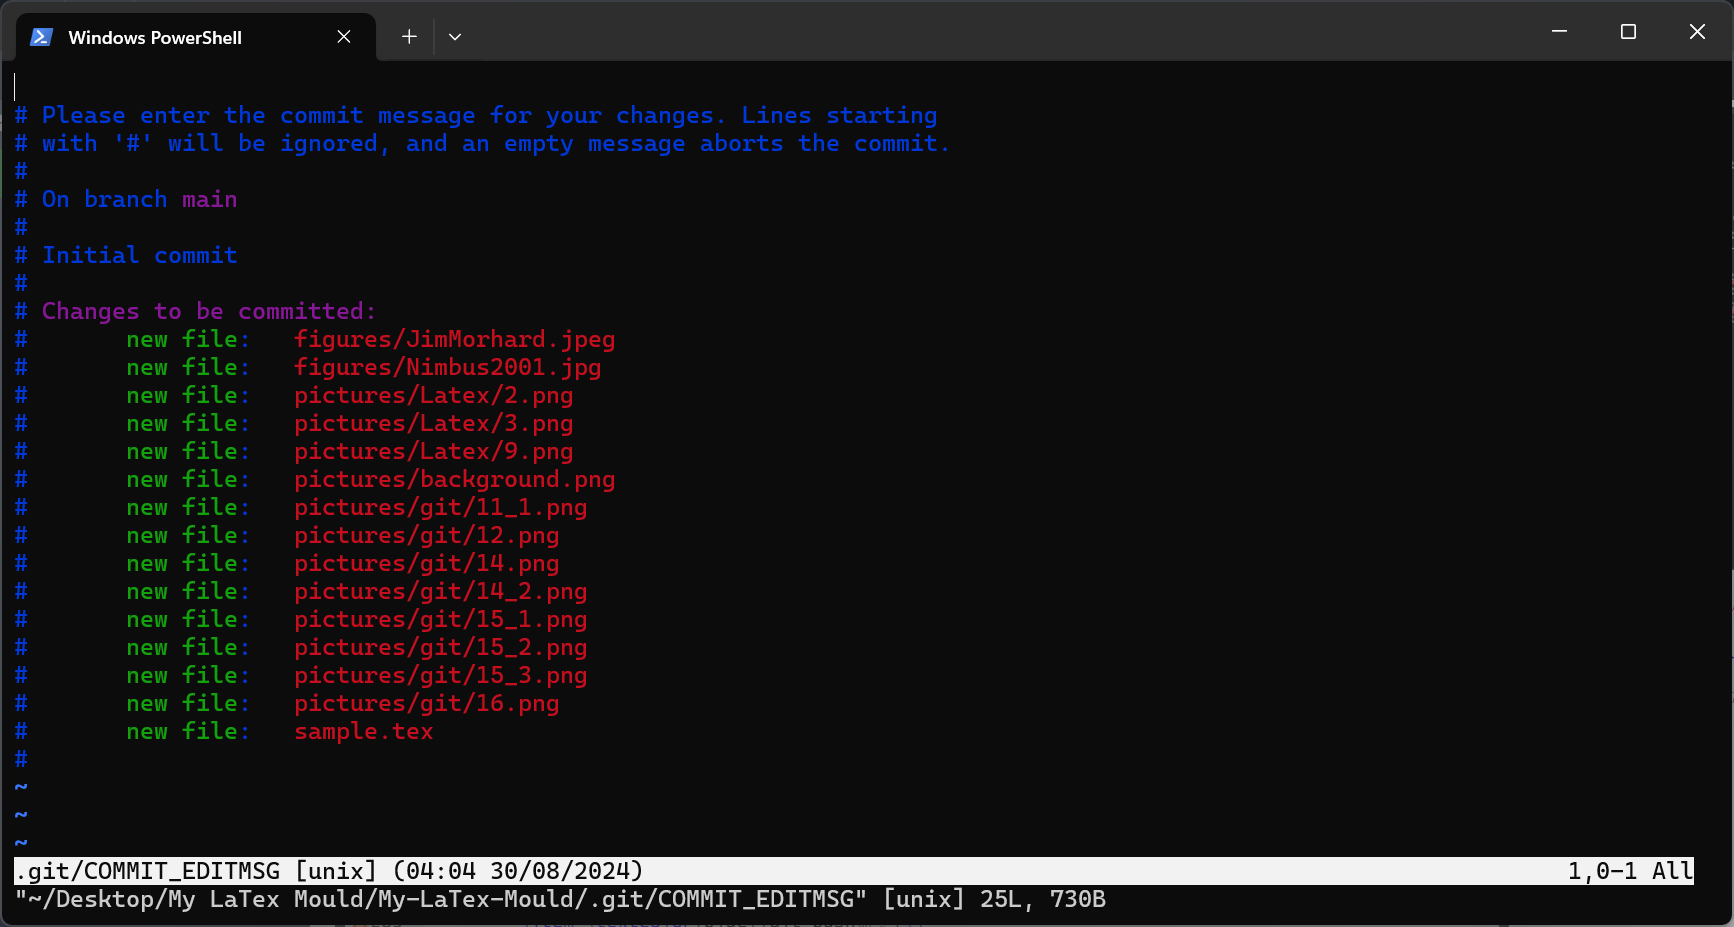 Windows PowerShell
# Please enter the commit message for your changes. Lines starting
# with '#' will be ignored, and an empty message aborts the commit.
#
# On branch main
#
# Initial commit
#
# Changes to be committed:
#       new file:   figures/JimMorhard.jpeg
#       new file:   figures/Nimbus2001.jpg
#       new file:   pictures/Latex/2.png
#       new file:   pictures/Latex/3.png
#       new file:   pictures/Latex/9.png
#       new file:   pictures/background.png
#       new file:   pictures/git/11_1.png
#       new file:   pictures/git/12.png
#       new file:   pictures/git/14.png
#       new file:   pictures/git/14_2.png
#       new file:   pictures/git/15_1.png
#       new file:   pictures/git/15_2.png
#       new file:   pictures/git/15_3.png
#       new file:   pictures/git/16.png
#       new file:   sample.tex
#
~
~
~
.git/COMMIT_EDITMSG [unix] (04:04 30/08/2024) 1,0-1 All
"~/Desktop/My LaTex Mould/My-LaTex-Mould/.git/COMMIT_EDITMSG" [unix] 25L, 730B